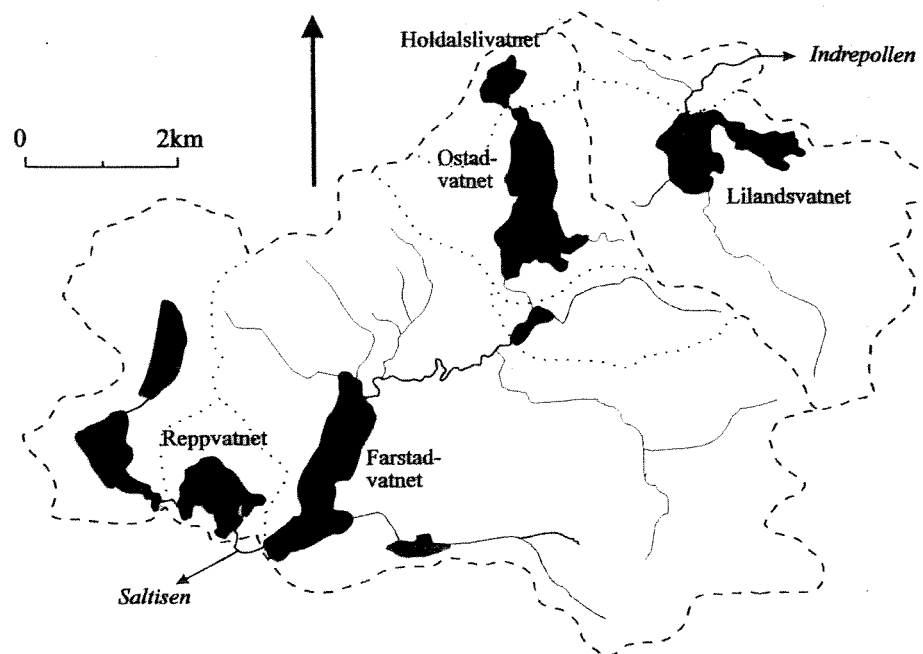 Holdalslivatnet
Indrepollen
0 2km
Ostad-
vatnet
Lilandsvatnet
Reppvatnet
Farstad-
vatnet
Saltisen